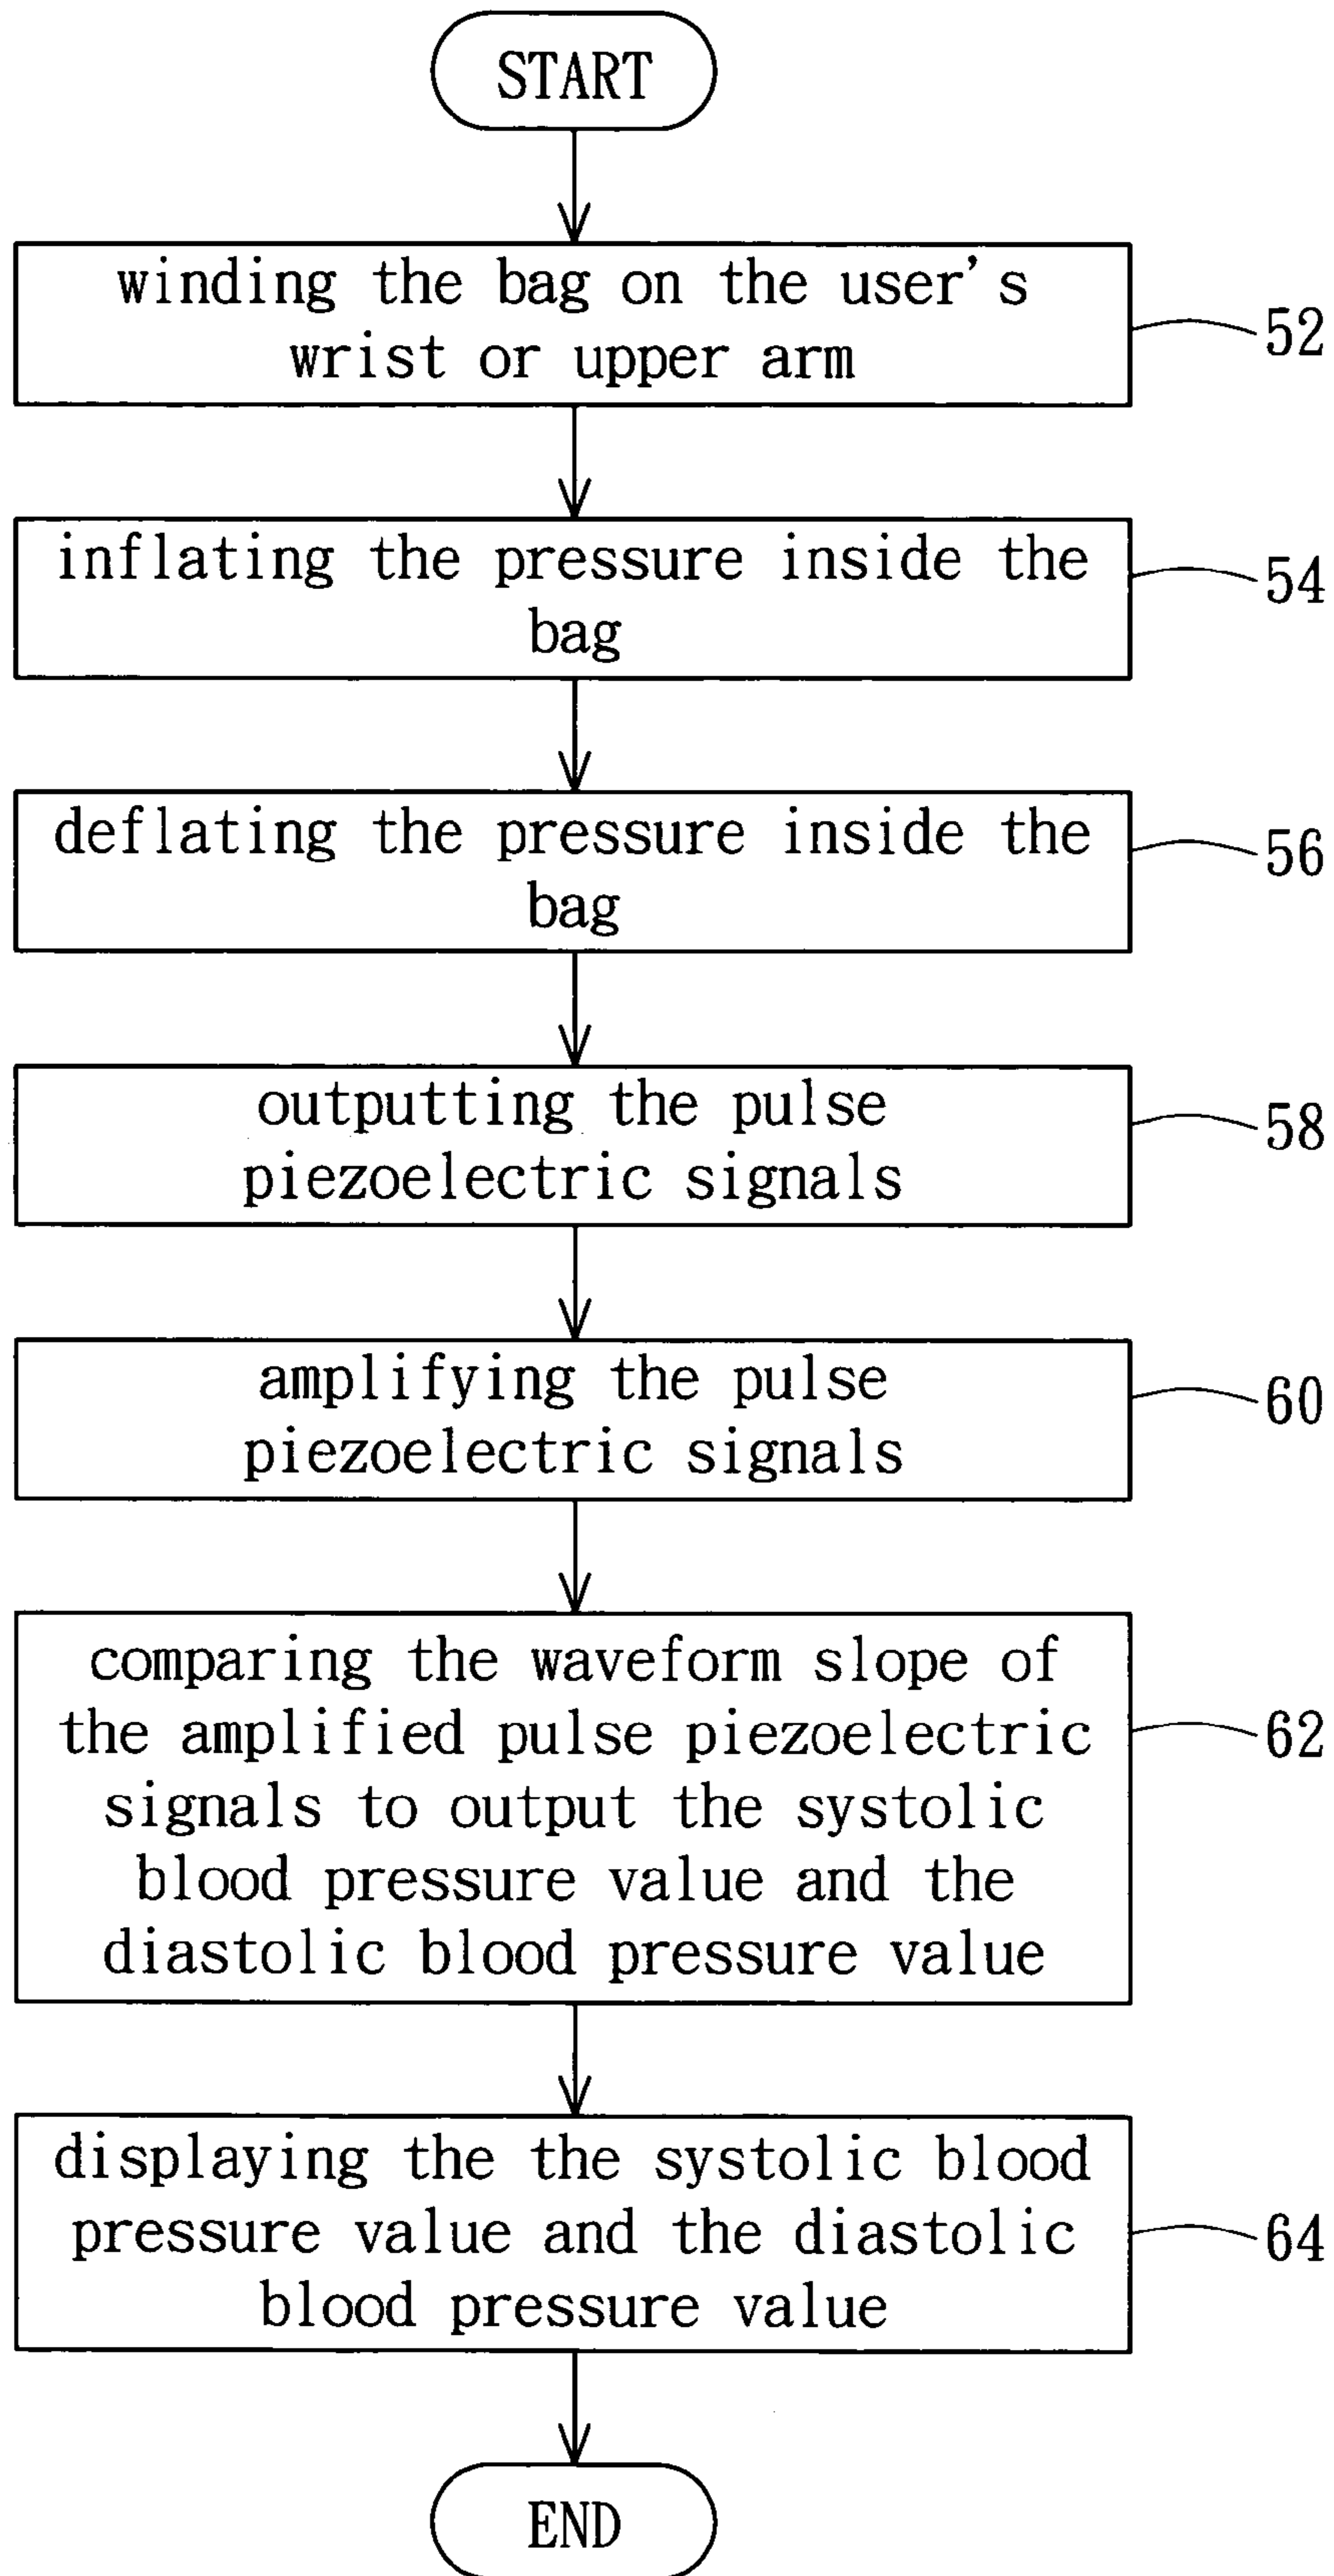 START
winding the bag on the user's
wrist or upper arm
52
inflating the pressure inside the
bag
54
deflating the pressure inside the
bag
56
outputting the pulse
piezoelectric signals
58
amplifying the pulse
piezoelectric signals
60
comparing the waveform slope of
the amplified pulse piezoelectric
signals to output the systolic
blood pressure value and the
diastolic blood pressure value
62
displaying the the systolic blood
pressure value and the diastolic
blood pressure value
64
END